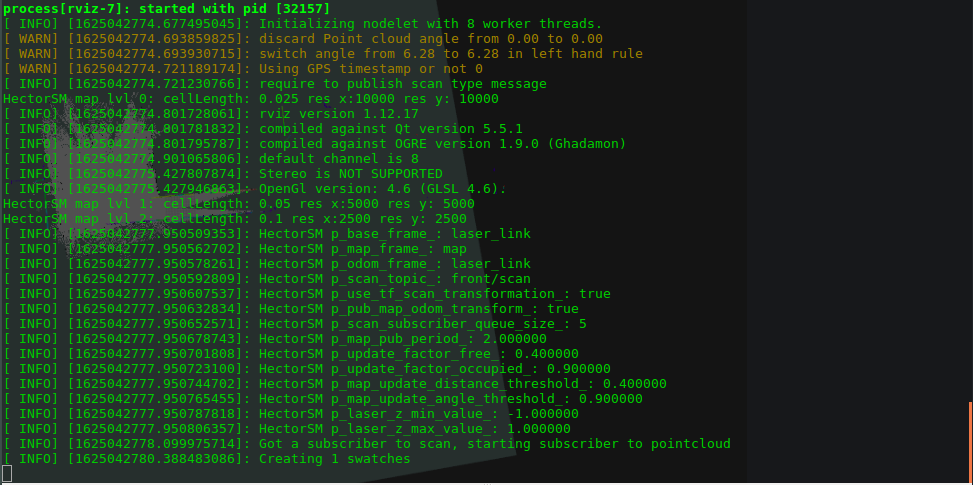 process[rviz-7]: started with pid [32157]
[ INFO] [1625042774.677495045]: Initializing nodelet with 8 worker threads.
[ WARN] [1625042774.693859825]: discard Point cloud angle from 0.00 to 0.00
[ WARN] [1625042774.693930715]: switch angle from 6.28 to 6.28 in left hand rule
[ WARN] [1625042774.721189174]: Using GPS timestamp or not 0
[ INFO] [1625042774.721230766]: require to publish scan type message
HectorSM map lvl 0: cellLength: 0.025 res x:10000 res y: 10000
[ INFO] [1625042774.801728061]: rviz version 1.12.17
[ INFO] [1625042774.801781832]: compiled against Qt version 5.5.1
[ INFO] [1625042774.801795787]: compiled against OGRE version 1.9.0 (Ghadamon)
[ INFO] [1625042774.901065806]: default channel is 8
[ INFO] [1625042775.427807874]: Stereo is NOT SUPPORTED
[ INFO] [1625042775.427946863]: OpenGl version: 4.6 (GLSL 4.6).
HectorSM map lvl 1: cellLength: 0.05 res x:5000 res y: 5000
HectorSM map lvl 2: cellLength: 0.1 res x:2500 res y: 2500
[ INFO] [1625042777.950509353]: HectorSM p_base_frame_: laser_link
[ INFO] [1625042777.950562702]: HectorSM p_map_frame_: map
[ INFO] [1625042777.950578261]: HectorSM p_odom_frame_: laser_link
[ INFO] [1625042777.950592809]: HectorSM p_scan_topic_: front/scan
[ INFO] [1625042777.950607537]: HectorSM p_use_tf_scan_transformation_: true
[ INFO] [1625042777.950632834]: HectorSM p_pub_map_odom_transform_: true
[ INFO] [1625042777.950652571]: HectorSM p_scan_subscriber_queue_size_: 5
[ INFO] [1625042777.950678743]: HectorSM p_map_pub_period_: 2.000000
[ INFO] [1625042777.950701808]: HectorSM p_update_factor_free_: 0.400000
[ INFO] [1625042777.950723100]: HectorSM p_update_factor_occupied_: 0.900000
[ INFO] [1625042777.950744702]: HectorSM p_map_update_distance_threshold_: 0.400000
[ INFO] [1625042777.950765455]: HectorSM p_map_update_angle_threshold_: 0.900000
[ INFO] [1625042777.950787818]: HectorSM p_laser_z_min_value_: -1.000000
[ INFO] [1625042777.950806357]: HectorSM p_laser_z_max_value_: 1.000000
[ INFO] [1625042778.099975714]: Got a subscriber to scan, starting subscriber to pointcloud
[ INFO] [1625042780.388483086]: Creating 1 swatches